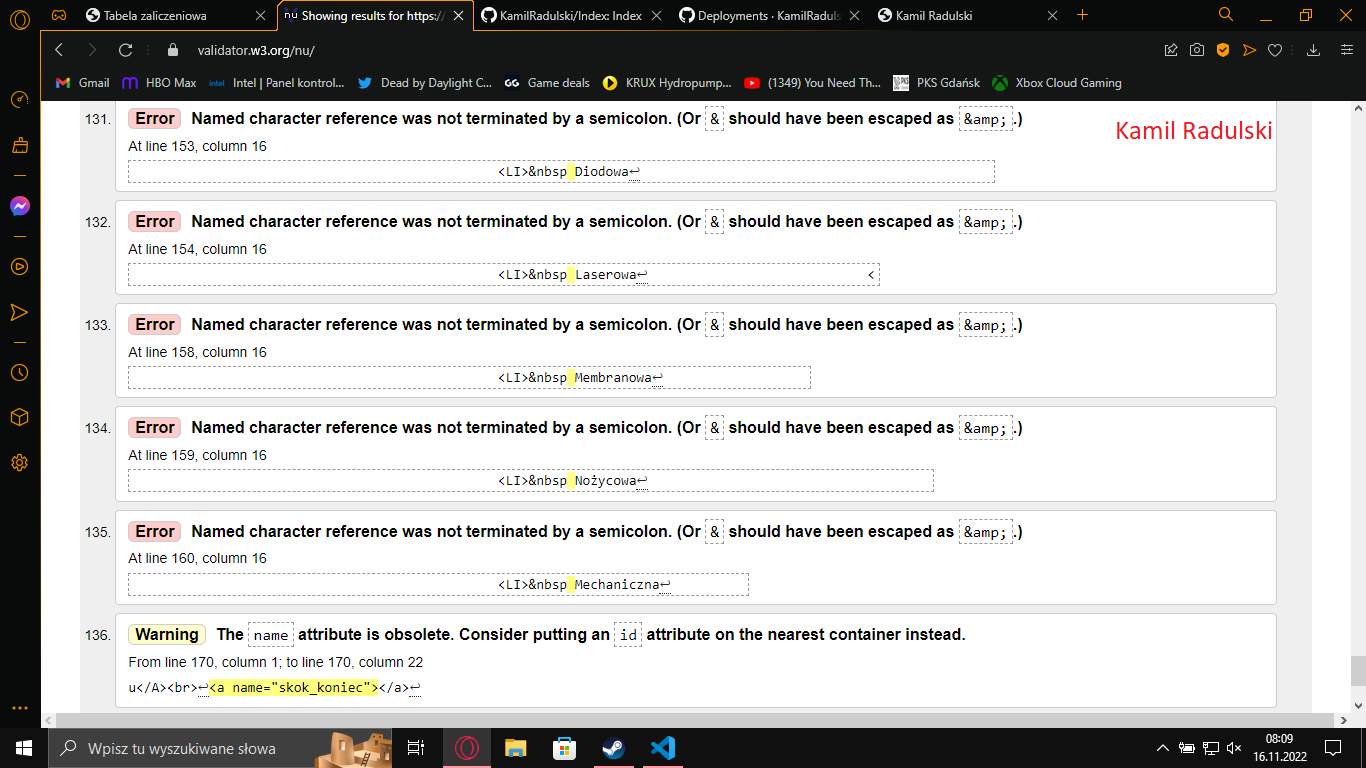 Tabela zaliczeniowa
Showing results for https:/
KamilRadulski/Index: Index
Deployments · KamilRaduls
Kamil Radulski
validator.w3.org/nu/
Gmail
HBO Max
Intel | Panel kontrol...
Dead by Daylight C...
Game deals
KRUX Hydropump...
(1349) You Need Th...
PKS Gdańsk
Xbox Cloud Gaming
Kamil Radulski
131. Error Named character reference was not terminated by a semicolon. (Or & should have been escaped as &amp;.)
At line 153, column 16
<LI>&nbsp Diodowa↩
132. Error Named character reference was not terminated by a semicolon. (Or & should have been escaped as &amp;.)
At line 154, column 16
<LI>&nbsp Laserowa↩ <
133. Error Named character reference was not terminated by a semicolon. (Or & should have been escaped as &amp;.)
At line 158, column 16
<LI>&nbsp Membranowa↩
134. Error Named character reference was not terminated by a semicolon. (Or & should have been escaped as &amp;.)
At line 159, column 16
<LI>&nbsp Nożycowa↩
135. Error Named character reference was not terminated by a semicolon. (Or & should have been escaped as &amp;.)
At line 160, column 16
<LI>&nbsp Mechaniczna↩
136. Warning The name attribute is obsolete. Consider putting an id attribute on the nearest container instead.
From line 170, column 1; to line 170, column 22
u</A><br>↩<a name="skok_koniec"></a>↩
Wpisz tu wyszukiwane słowa
08:09
16.11.2022